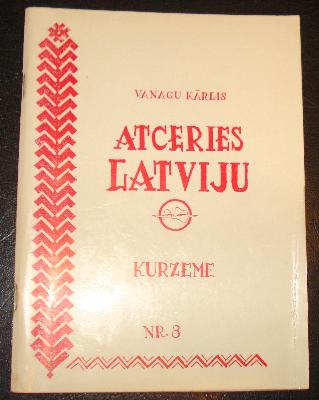 VANAGU KĀRLIS
ATCERIES
LATVIJU
KURZEME
NR. 8